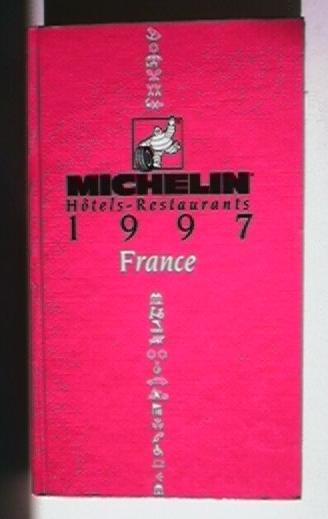 MICHELIN
Hôtels-Restaurants
1997
France